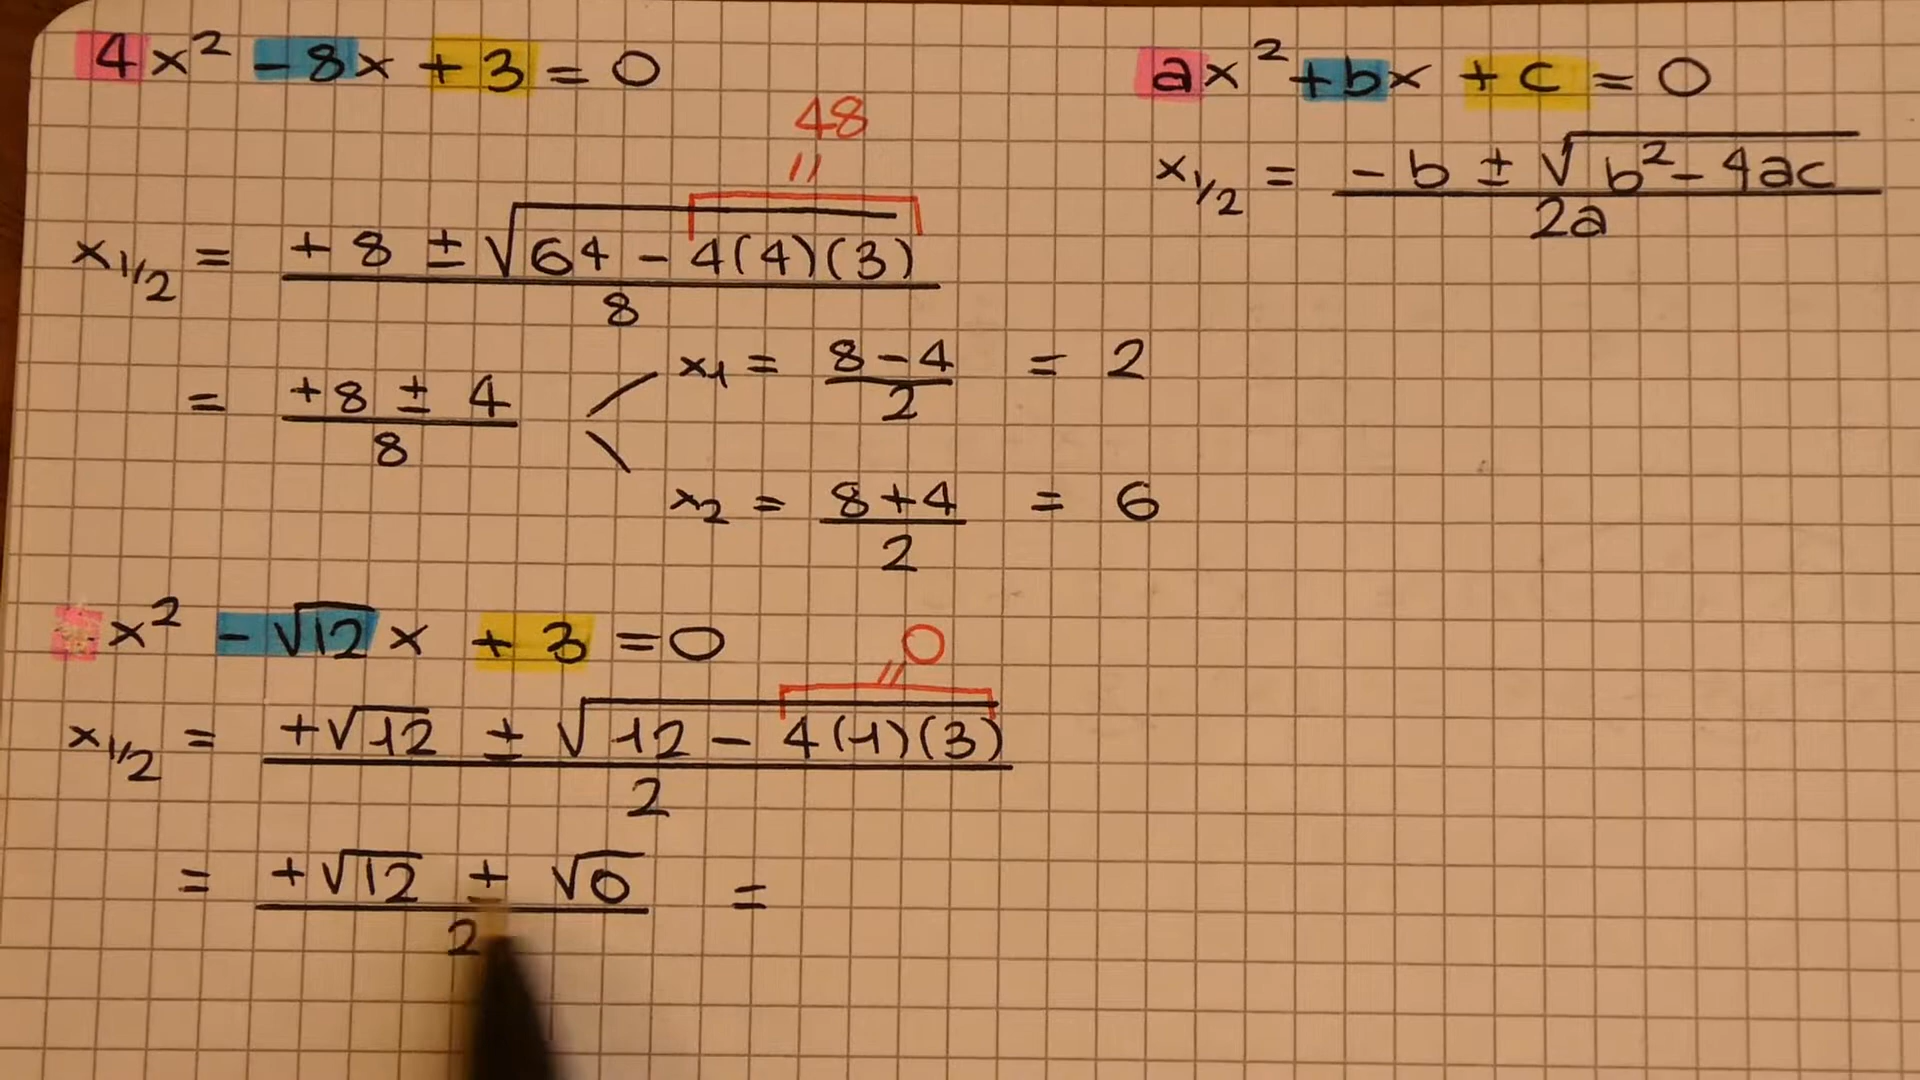 4x² - 8x + 3 = 0
48
||
x₁/₂ = +8 ± √64 - 4(4)(3)
8
= +8 ± 4
8
x₁ = 8 - 4 = 2
2
x₂ = 8 + 4 = 6
2
x² - √12 x + 3 = 0
0
||
x₁/₂ = +√12 ± √12 - 4(1)(3)
2
= +√12 ± √0 =
2
ax² + bx + c = 0
x₁/₂ = -b ± √b² - 4ac
2a